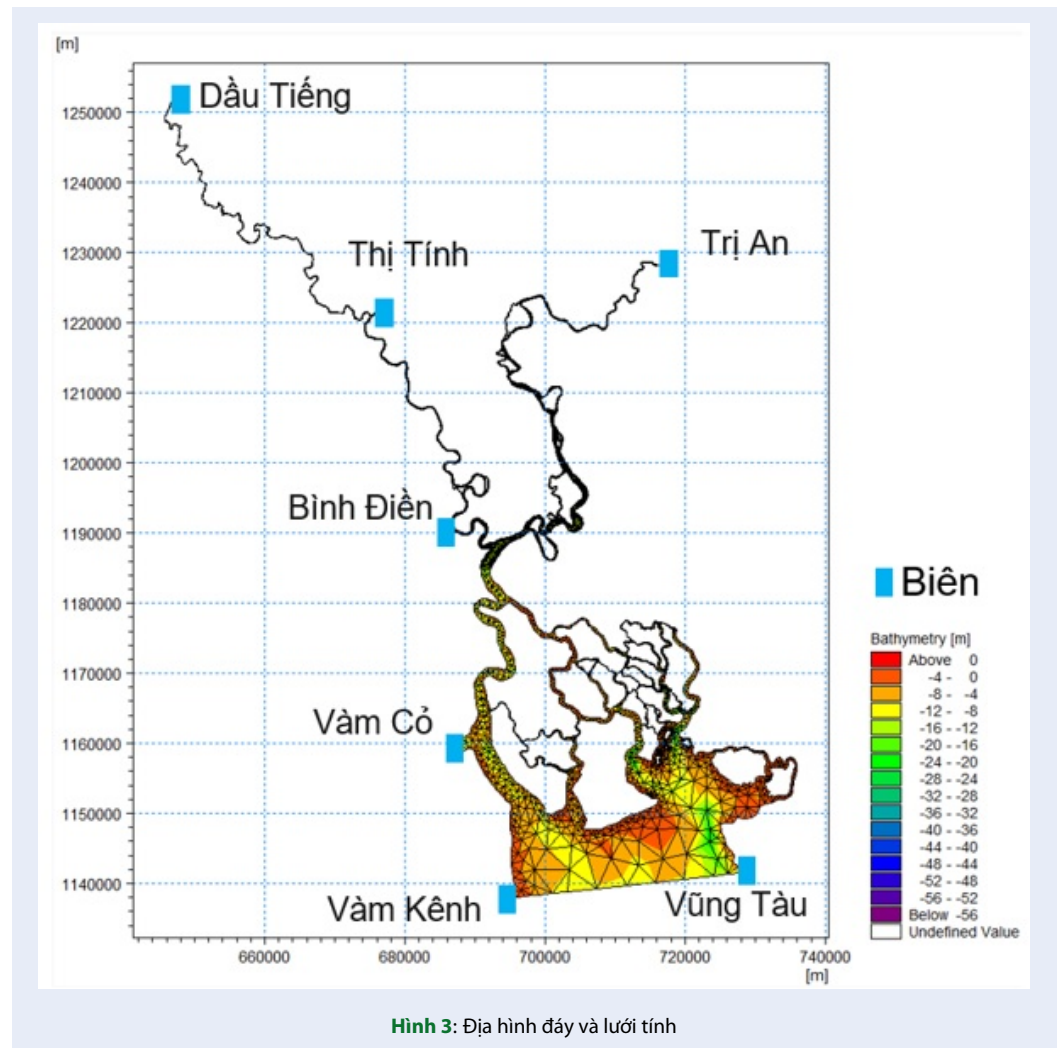 [m]
1250000
1240000
1230000
1220000
1210000
1200000
1190000
1180000
1170000
1160000
1150000
1140000
Dầu Tiếng
Thị Tính
Trị An
Bình Điền
Vàm Cỏ
Vàm Kênh
Vũng Tàu
660000 680000 700000 720000 740000
[m]
Biên
Bathymetry [m]
Above 0
-4 - 0
-8 - -4
-12 - -8
-16 - -12
-20 - -16
-24 - -20
-28 - -24
-32 - -28
-36 - -32
-40 - -36
-44 - -40
-48 - -44
-52 - -48
-56 - -52
Below -56
Undefined Value
Hình 3: Địa hình đáy và lưới tính